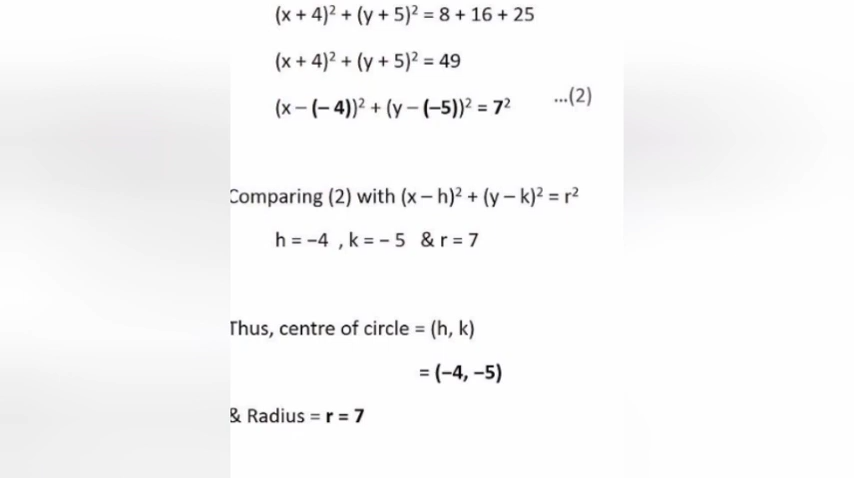 (x + 4)² + (y + 5)² = 8 + 16 + 25
(x + 4)² + (y + 5)² = 49
(x – (– 4))² + (y – (–5))² = 7² ...(2)
Comparing (2) with (x – h)² + (y – k)² = r²
h = –4 , k = – 5 & r = 7
Thus, centre of circle = (h, k)
= (–4, –5)
& Radius = r = 7